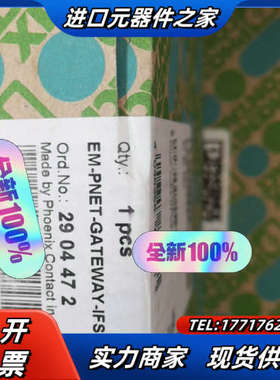 进口元器件之家
全新100%
Qty.:
1 pcs
EM-PNET-GATEWAY-IFS
Ord.No.: 29 04 47 2
Made by Phoenix Contact in
全新100%
开
票
TEL:1771762
实力商家 现货供